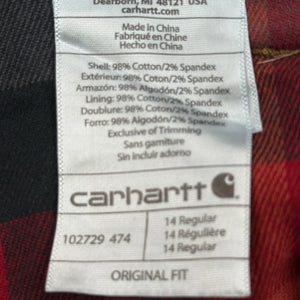 Dearborn, MI 48121 USA
carhartt.com
Made in China
Fabriqué en China
Hecho en China
Shell: 98% Cotton/2% Spandex
Extérieur: 98% Coton/2% Spandex
Armazón: 98% Algodón/2% Spandex
Lining: 98% Cotton/2% Spandex
Doublure: 98% Coton/2% Spandex
Forro: 98% Algodón/2% Spandex
Exclusive of Trimming
Sans garniture
Sin incluir adorno
carhartt
102729 474
14 Regular
14 Régulière
14 Regular
ORIGINAL FIT